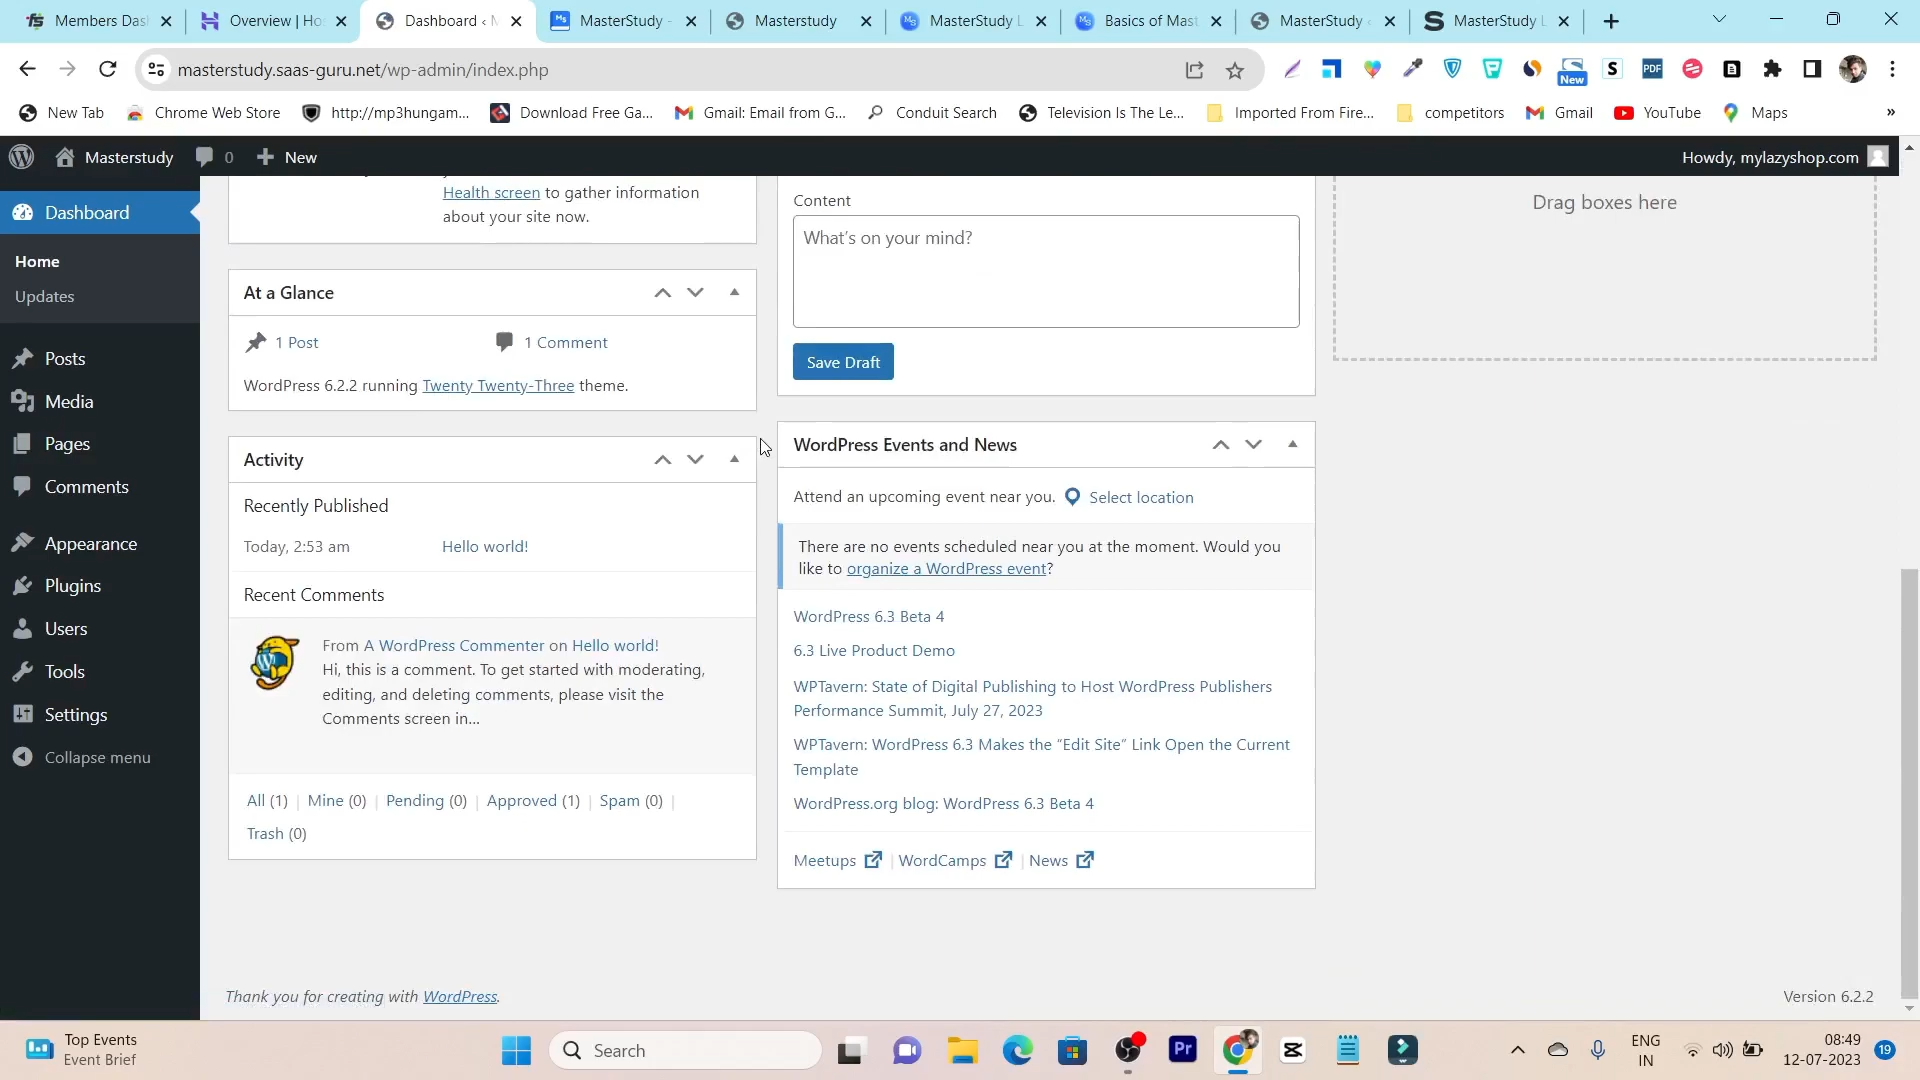 Members Das
Overview | Ho
Dashboard ‹ M
MasterStudy -
Masterstudy
MasterStudy L
Basics of Mast
MasterStudy ‹
MasterStudy L
masterstudy.saas-guru.net/wp-admin/index.php
New
PDF
New Tab
Chrome Web Store
http://mp3hungam...
Download Free Ga...
Gmail: Email from G...
Conduit Search
Television Is The Le...
Imported From Fire...
competitors
Gmail
YouTube
Maps
»
Masterstudy
0
New
Howdy, mylazyshop.com
Dashboard
Home
Updates
Posts
Media
Pages
Comments
Appearance
Plugins
Users
Tools
Settings
Collapse menu
Health screen to gather information
about your site now.
At a Glance
1 Post
1 Comment
WordPress 6.2.2 running Twenty Twenty-Three theme.
Activity
Recently Published
Today, 2:53 am
Hello world!
Recent Comments
From A WordPress Commenter on Hello world!
Hi, this is a comment. To get started with moderating,
editing, and deleting comments, please visit the
Comments screen in...
All (1) | Mine (0) | Pending (0) | Approved (1) | Spam (0) |
Trash (0)
Content
What's on your mind?
Save Draft
WordPress Events and News
Attend an upcoming event near you. Select location
There are no events scheduled near you at the moment. Would you
like to organize a WordPress event?
WordPress 6.3 Beta 4
6.3 Live Product Demo
WPTavern: State of Digital Publishing to Host WordPress Publishers
Performance Summit, July 27, 2023
WPTavern: WordPress 6.3 Makes the “Edit Site” Link Open the Current
Template
WordPress.org blog: WordPress 6.3 Beta 4
Meetups | WordCamps | News
Drag boxes here
Thank you for creating with WordPress.
Version 6.2.2
Top Events
Event Brief
Search
Pr
ENG
IN
08:49
12-07-2023
19